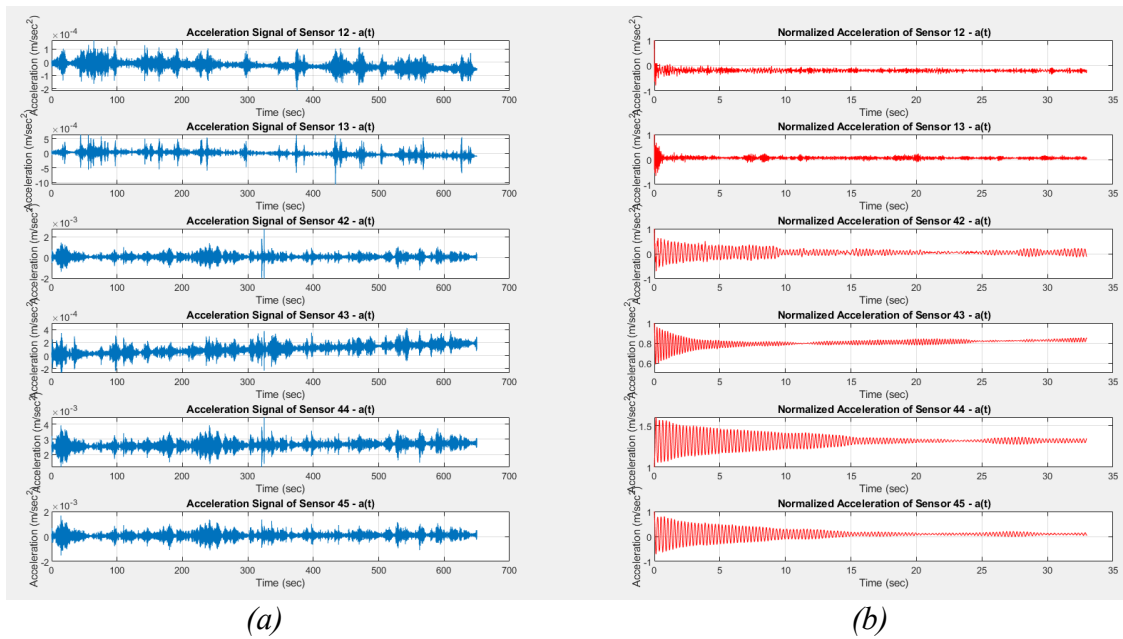 Acceleration Signal of Sensor 12 - a(t)
×10⁻⁴
Acceleration (m/sec²)
1
0
-1
-2
0 100 200 300 400 500 600 700
Time (sec)
Acceleration Signal of Sensor 13 - a(t)
×10⁻⁴
Acceleration (m/sec²)
5
0
-5
-10
0 100 200 300 400 500 600 700
Time (sec)
Acceleration Signal of Sensor 42 - a(t)
×10⁻³
Acceleration (m/sec²)
2
0
-2
0 100 200 300 400 500 600 700
Time (sec)
Acceleration Signal of Sensor 43 - a(t)
×10⁻⁴
Acceleration (m/sec²)
4
2
0
-2
0 100 200 300 400 500 600 700
Time (sec)
Acceleration Signal of Sensor 44 - a(t)
×10⁻³
Acceleration (m/sec²)
4
3
2
0 100 200 300 400 500 600 700
Time (sec)
Acceleration Signal of Sensor 45 - a(t)
×10⁻³
Acceleration (m/sec²)
2
0
-2
0 100 200 300 400 500 600 700
Time (sec)
(a)
Normalized Acceleration of Sensor 12 - a(t)
Acceleration (m/sec²)
1
0
-1
0 5 10 15 20 25 30 35
Time (sec)
Normalized Acceleration of Sensor 13 - a(t)
Acceleration (m/sec²)
1
0
-1
0 5 10 15 20 25 30 35
Time (sec)
Normalized Acceleration of Sensor 42 - a(t)
Acceleration (m/sec²)
1
0
-1
0 5 10 15 20 25 30 35
Time (sec)
Normalized Acceleration of Sensor 43 - a(t)
Acceleration (m/sec²)
1
0.8
0.6
0 5 10 15 20 25 30 35
Time (sec)
Normalized Acceleration of Sensor 44 - a(t)
Acceleration (m/sec²)
1.5
1
0 5 10 15 20 25 30 35
Time (sec)
Normalized Acceleration of Sensor 45 - a(t)
Acceleration (m/sec²)
1
0
-1
0 5 10 15 20 25 30 35
Time (sec)
(b)